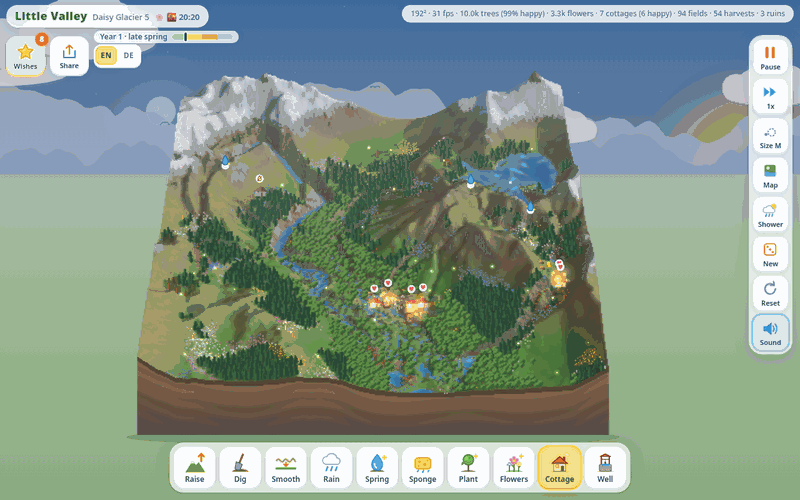 Little Valley Daisy Glacier 5 20:20
192² · 31 fps · 10.0k trees (99% happy) · 3.3k flowers · 7 cottages (6 happy) · 94 fields · 54 harvests · 3 ruins
Year 1 · late spring
8
Wishes
Share
EN DE
Pause
1x
Size M
Map
Shower
New
Reset
Sound
Raise Dig Smooth Rain Spring Sponge Plant Flowers Cottage Well